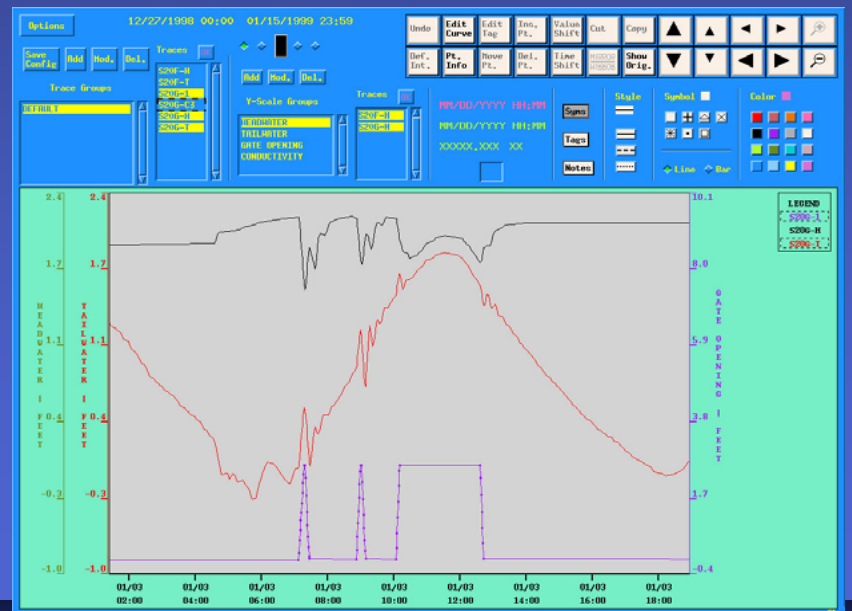 Options
12/27/1998 00:00 01/15/1999 23:59
Save Config Add Mod. Del.
Traces
Trace Groups
DEFAULT
S20F-H
S20F-T
S20G-1
S20G-C3
S20G-H
S20G-T
Add Mod. Del.
Y-Scale Groups
HEADWATER
TAILWATER
GATE OPENING
CONDUCTIVITY
Traces
S20F-H
S20G-H
Undo Edit Curve Edit Tag Ins. Pt. Value Shift Cut Copy
Def. Int. Pt. Info Move Pt. Del. Pt. Time Shift Show Orig.
MM/DD/YYYY HH:MM
MM/DD/YYYY HH:MM
XXXXX.XXX XX
Syms
Tags
Notes
Style
Symbol
Line Bar
Color
2.4 2.4 10.1
1.7 1.7 8.0
1.1 1.1 5.9
0.4 0.4 3.8
-0.2 -0.2 1.7
-1.0 -1.0 -0.4
HEADWATER | FEET
TAILWATER | FEET
GATE OPENING | FEET
LEGEND
S20G-1
S20G-H
S20G-T
01/03 01/03 01/03 01/03 01/03 01/03 01/03 01/03 01/03
02:00 04:00 06:00 08:00 10:00 12:00 14:00 16:00 18:00